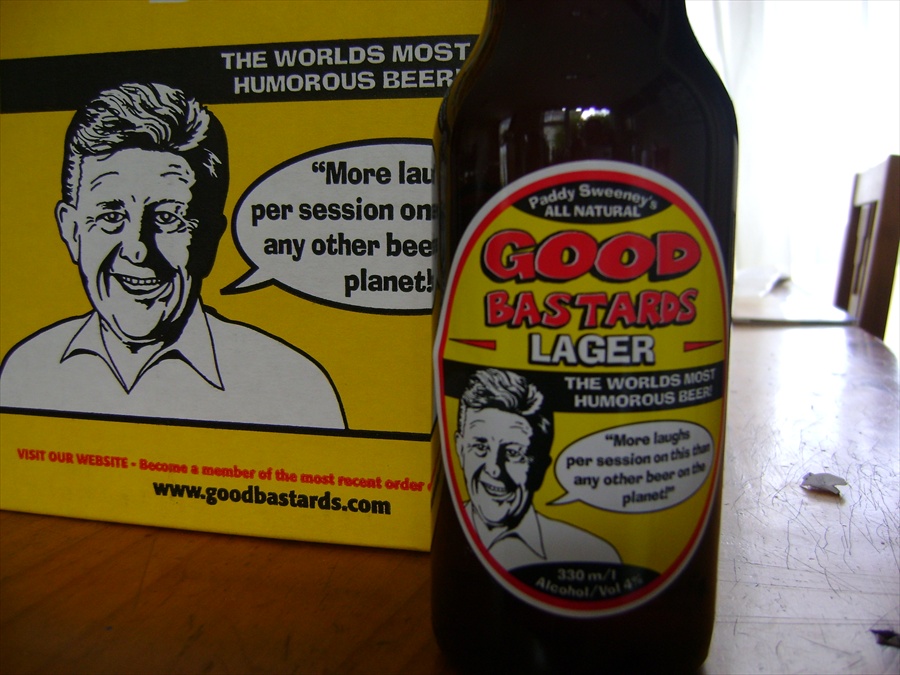 THE WORLDS MOST
HUMOROUS BEER!
"More lau
per session on
any other bee
planet!
VISIT OUR WEBSITE - Become a member of the most recent order
www.goodbastards.com
Paddy Sweeney's
ALL NATURAL
GOOD
BASTARDS
LAGER
THE WORLDS MOST
HUMOROUS BEER!
"More laughs
per session on this than
any other beer on the
planet!"
330 m/l
Alcohol/Vol 4%